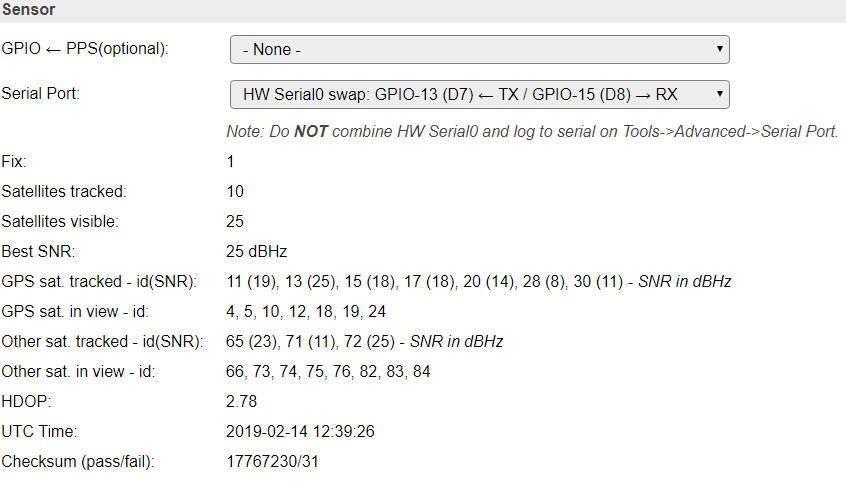 Sensor
GPIO ← PPS(optional): - None -
Serial Port: HW Serial0 swap: GPIO-13 (D7) ← TX / GPIO-15 (D8) → RX
Note: Do NOT combine HW Serial0 and log to serial on Tools->Advanced->Serial Port.
Fix: 1
Satellites tracked: 10
Satellites visible: 25
Best SNR: 25 dBHz
GPS sat. tracked - id(SNR): 11 (19), 13 (25), 15 (18), 17 (18), 20 (14), 28 (8), 30 (11) - SNR in dBHz
GPS sat. in view - id: 4, 5, 10, 12, 18, 19, 24
Other sat. tracked - id(SNR): 65 (23), 71 (11), 72 (25) - SNR in dBHz
Other sat. in view - id: 66, 73, 74, 75, 76, 82, 83, 84
HDOP: 2.78
UTC Time: 2019-02-14 12:39:26
Checksum (pass/fail): 17767230/31